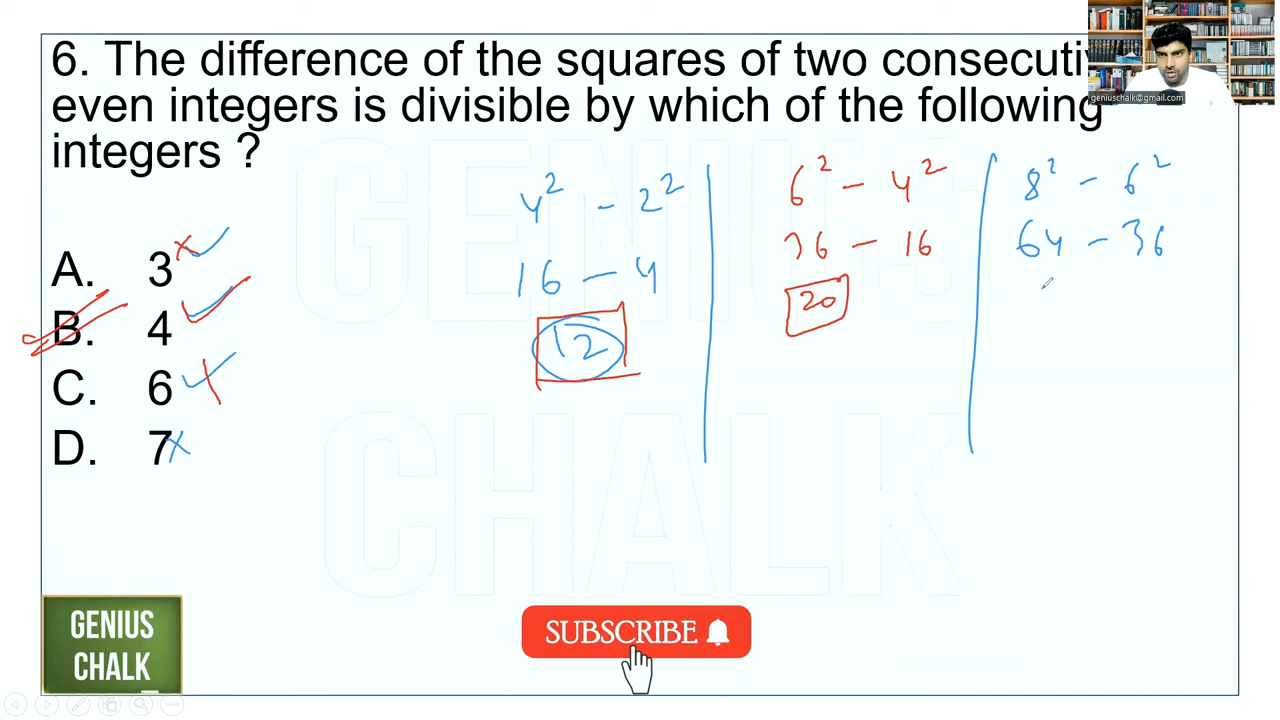 6. The difference of the squares of two consecuti
even integers is divisible by which of the following
integers ?
A. 3
B. 4
C. 6
D. 7
4² - 2²
16 - 4
12
6² - 4²
36 - 16
20
8² - 6²
64 - 36
geniuschalk@gmail.com
GENIUS
CHALK
GENIUS
CHALK
SUBSCRIBE